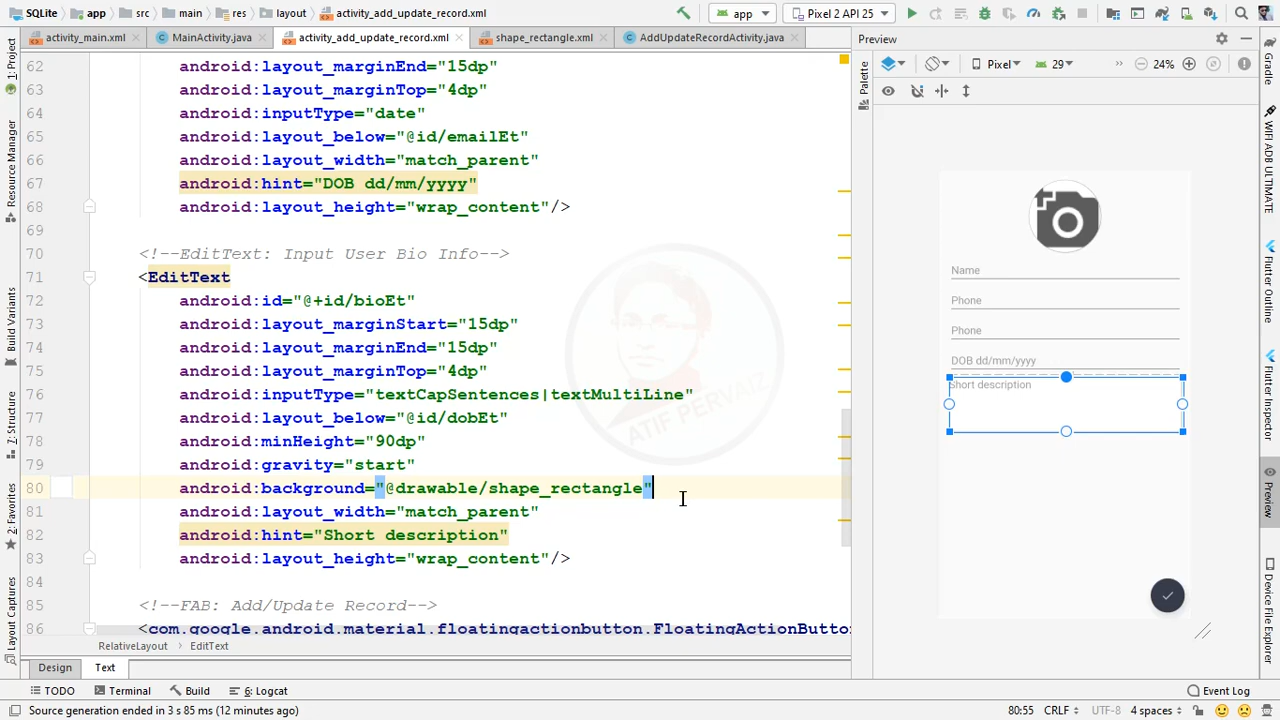 SQLite app src main res layout activity_add_update_record.xml app Pixel 2 API 25
activity_main.xml MainActivity.java activity_add_update_record.xml shape_rectangle.xml AddUpdateRecordActivity.java Preview
62 android:layout_marginEnd="15dp"
63 android:layout_marginTop="4dp"
64 android:inputType="date"
65 android:layout_below="@id/emailEt"
66 android:layout_width="match_parent"
67 android:hint="DOB dd/mm/yyyy"
68 android:layout_height="wrap_content"/>
69
70 <!--EditText: Input User Bio Info-->
71 <EditText
72 android:id="@+id/bioEt"
73 android:layout_marginStart="15dp"
74 android:layout_marginEnd="15dp"
75 android:layout_marginTop="4dp"
76 android:inputType="textCapSentences|textMultiLine"
77 android:layout_below="@id/dobEt"
78 android:minHeight="90dp"
79 android:gravity="start"
80 android:background="@drawable/shape_rectangle"
81 android:layout_width="match_parent"
82 android:hint="Short description"
83 android:layout_height="wrap_content"/>
84
85 <!--FAB: Add/Update Record-->
86 <com.google.android.material.floatingactionbutton.FloatingActionButton
RelativeLayout EditText
Design Text
TODO Terminal Build 6: Logcat Event Log
Source generation ended in 3 s 85 ms (12 minutes ago) 80:55 CRLF UTF-8 4 spaces
1: Project
Resource Manager
Build Variants
7: Structure
2: Favorites
Layout Captures
ATIF PERVAIZ
Palette
Pixel 29 » 24%
Name
Phone
Phone
DOB dd/mm/yyyy
Short description
Gradle
WIFI ADB ULTIMATE
Flutter Outline
Flutter Inspector
Preview
Device File Explorer